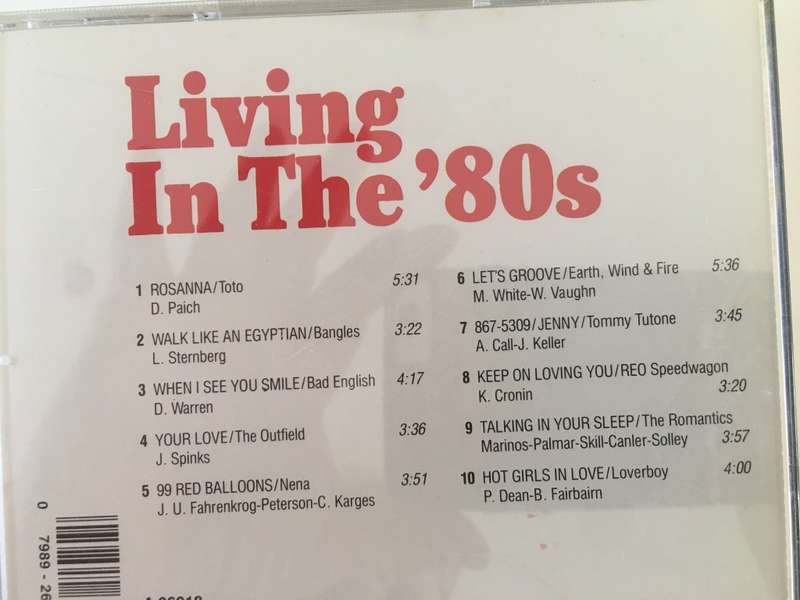 Living
In The '80s
1 ROSANNA/Toto 5:31
D. Paich
2 WALK LIKE AN EGYPTIAN/Bangles 3:22
L. Sternberg
3 WHEN I SEE YOU SMILE/Bad English 4:17
D. Warren
4 YOUR LOVE/The Outfield 3:36
J. Spinks
5 99 RED BALLOONS/Nena 3:51
J. U. Fahrenkrog-Peterson-C. Karges
6 LET'S GROOVE/Earth, Wind & Fire 5:36
M. White-W. Vaughn
7 867-5309/JENNY/Tommy Tutone 3:45
A. Call-J. Keller
8 KEEP ON LOVING YOU/REO Speedwagon
K. Cronin 3:20
9 TALKING IN YOUR SLEEP/The Romantics
Marinos-Palmar-Skill-Canler-Solley 3:57
10 HOT GIRLS IN LOVE/Loverboy 4:00
P. Dean-B. Fairbairn
0 7989-26